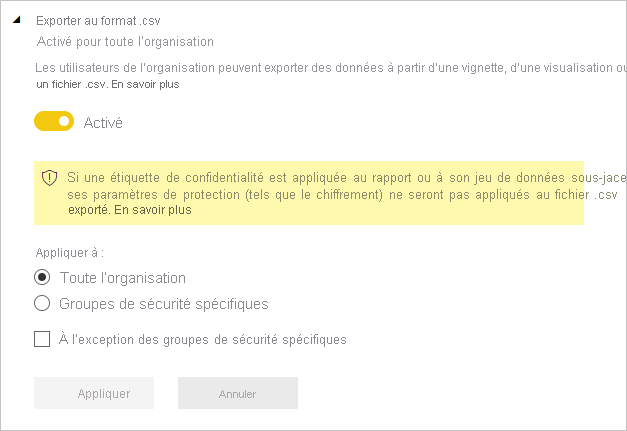 Exporter au format .csv
Activé pour toute l'organisation
Les utilisateurs de l'organisation peuvent exporter des données à partir d'une vignette, d'une visualisation ou
un fichier .csv. En savoir plus
Activé
Si une étiquette de confidentialité est appliquée au rapport ou à son jeu de données sous-jace
ses paramètres de protection (tels que le chiffrement) ne seront pas appliqués au fichier .csv
exporté. En savoir plus
Appliquer à :
Toute l'organisation
Groupes de sécurité spécifiques
À l'exception des groupes de sécurité spécifiques
Appliquer
Annuler